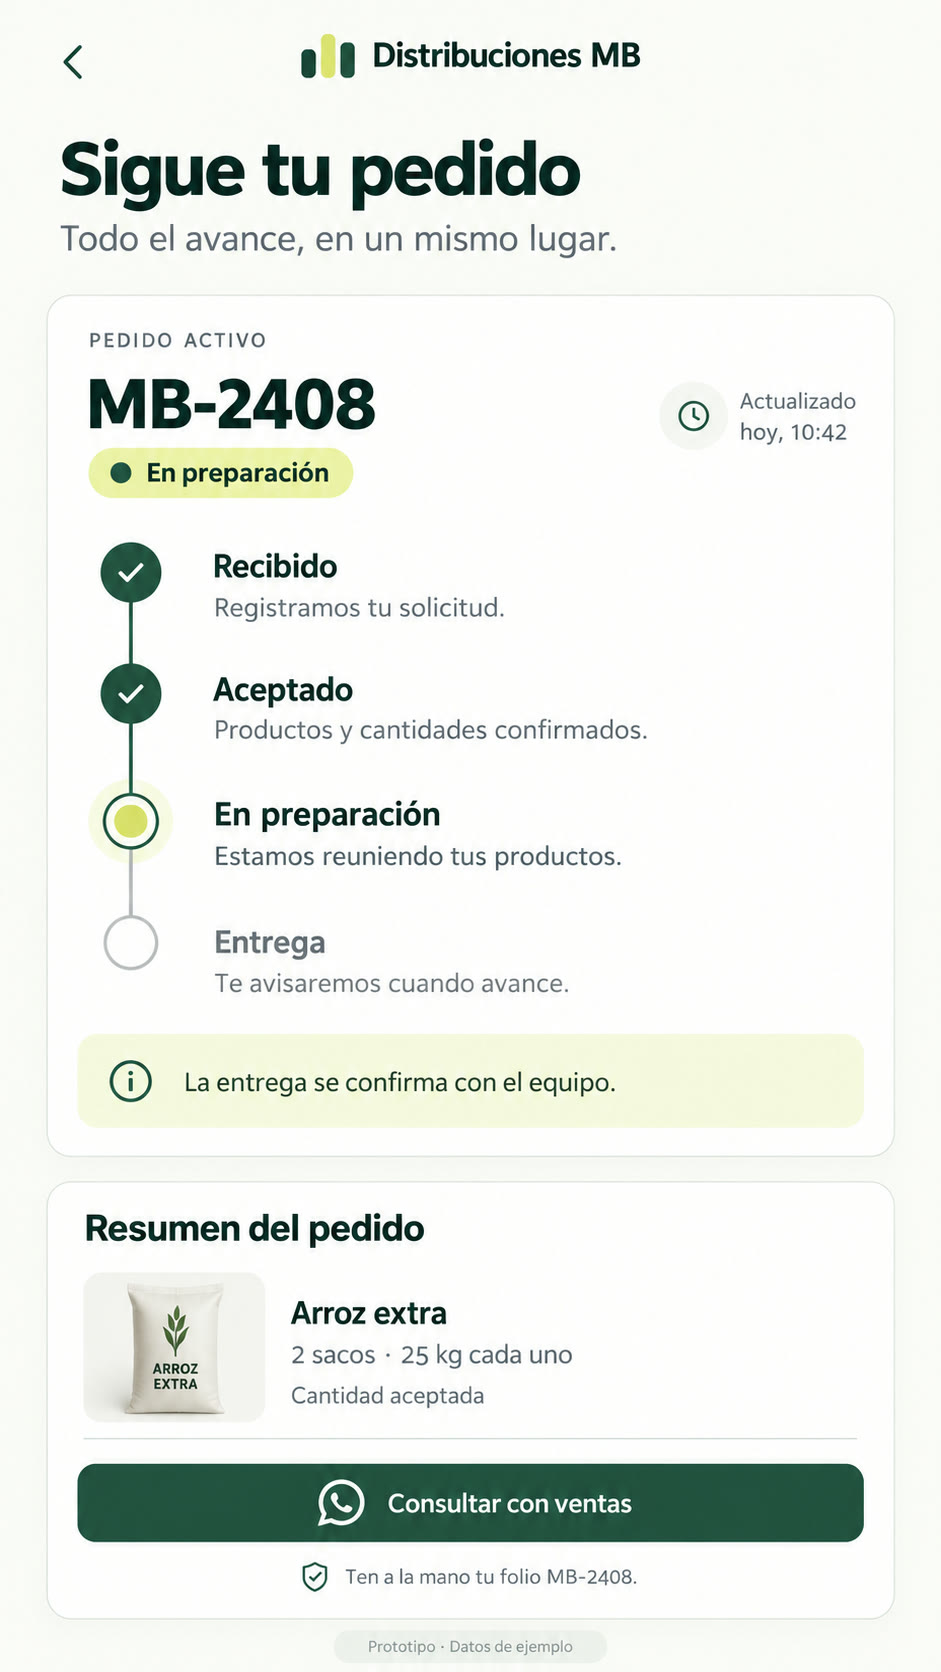 Distribuciones MB
Sigue tu pedido
Todo el avance, en un mismo lugar.
PEDIDO ACTIVO
MB-2408
Actualizado
hoy, 10:42
En preparación
Recibido
Registramos tu solicitud.
Aceptado
Productos y cantidades confirmados.
En preparación
Estamos reuniendo tus productos.
Entrega
Te avisaremos cuando avance.
La entrega se confirma con el equipo.
Resumen del pedido
ARROZ
EXTRA
Arroz extra
2 sacos · 25 kg cada uno
Cantidad aceptada
Consultar con ventas
Ten a la mano tu folio MB-2408.
Prototipo · Datos de ejemplo